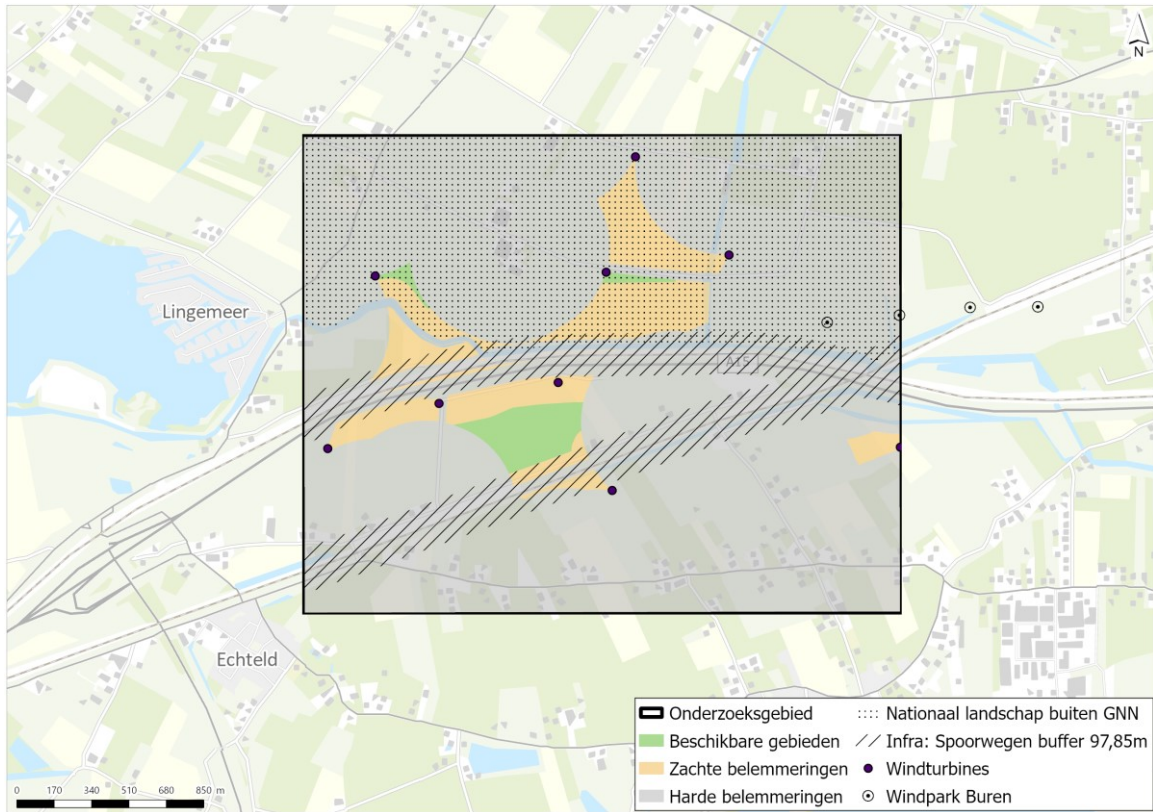 N
Lingemeer
A15
Echteld
Onderzoeksgebied
Beschikbare gebieden
Zachte belemmeringen
Harde belemmeringen
Nationaal landschap buiten GNN
Infra: Spoorwegen buffer 97,85m
Windturbines
Windpark Buren
0 170 340 510 680 850 m